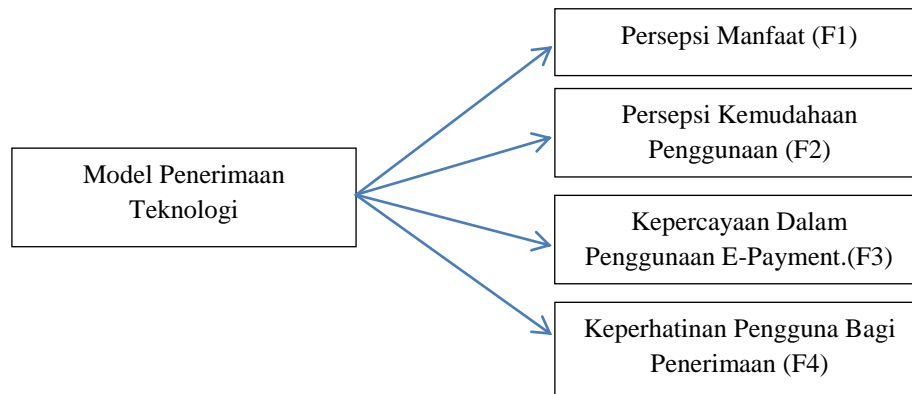 Persepsi Manfaat (F1)
Persepsi Kemudahaan
Penggunaan (F2)
Model Penerimaan
Teknologi
Kepercayaan Dalam
Penggunaan E-Payment.(F3)
Keperhatinan Pengguna Bagi
Penerimaan (F4)